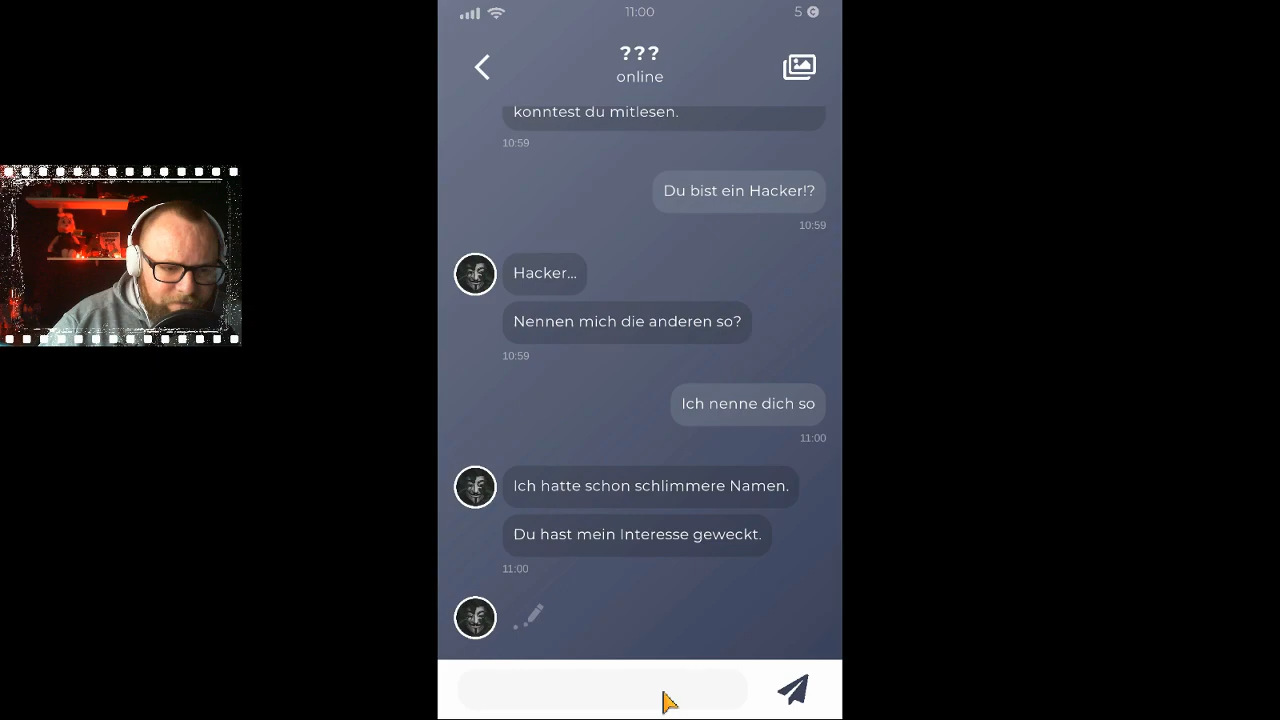 11:00
5
???
online
konntest du mitlesen.
10:59
Du bist ein Hacker!?
10:59
Hacker...
Nennen mich die anderen so?
10:59
Ich nenne dich so
11:00
Ich hatte schon schlimmere Namen.
Du hast mein Interesse geweckt.
11:00